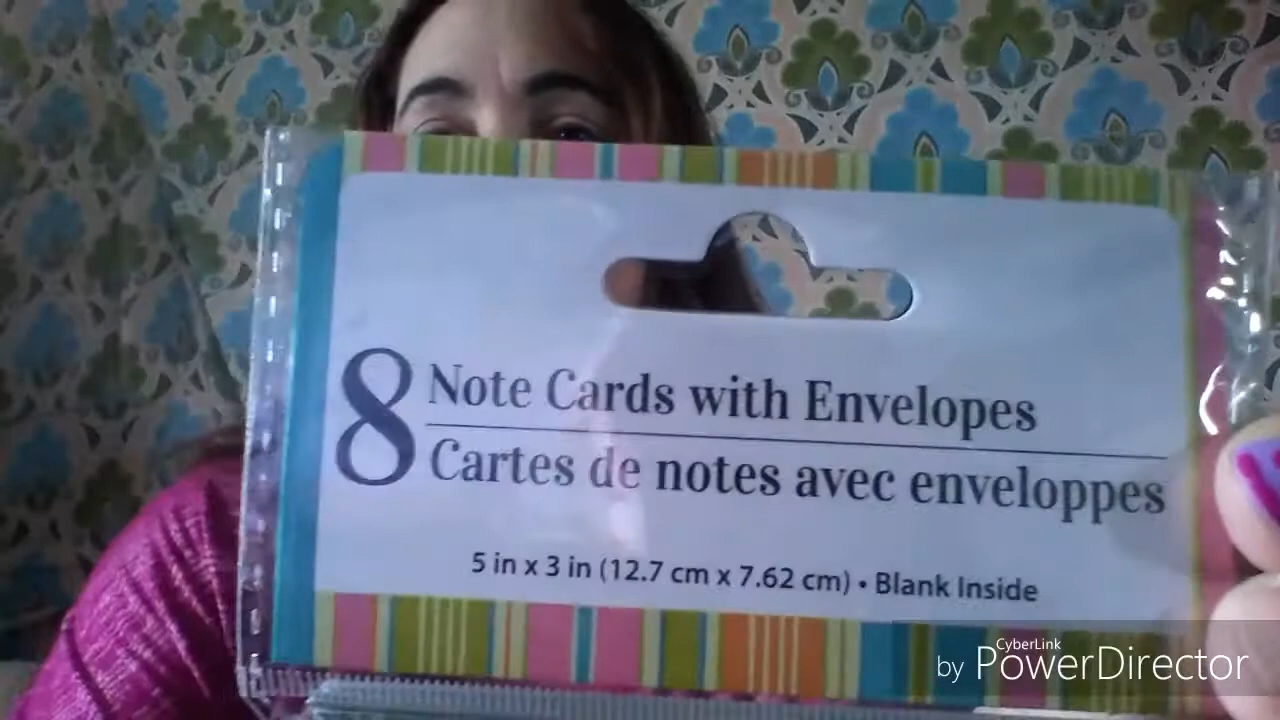 8 Note Cards with Envelopes
Cartes de notes avec enveloppes
5 in x 3 in (12.7 cm x 7.62 cm) • Blank Inside
CyberLink
by PowerDirector